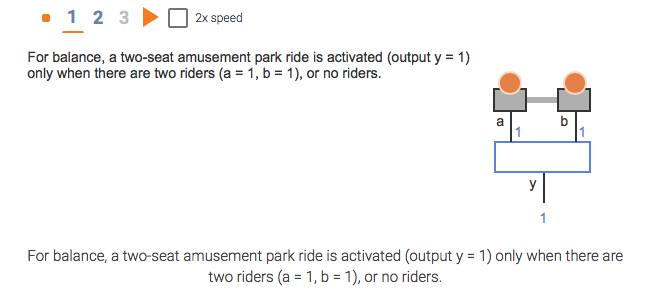 1 2 3 2x speed
For balance, a two-seat amusement park ride is activated (output y = 1)
only when there are two riders (a = 1, b = 1), or no riders.
a b
1 1
y
1
For balance, a two-seat amusement park ride is activated (output y = 1) only when there are
two riders (a = 1, b = 1), or no riders.